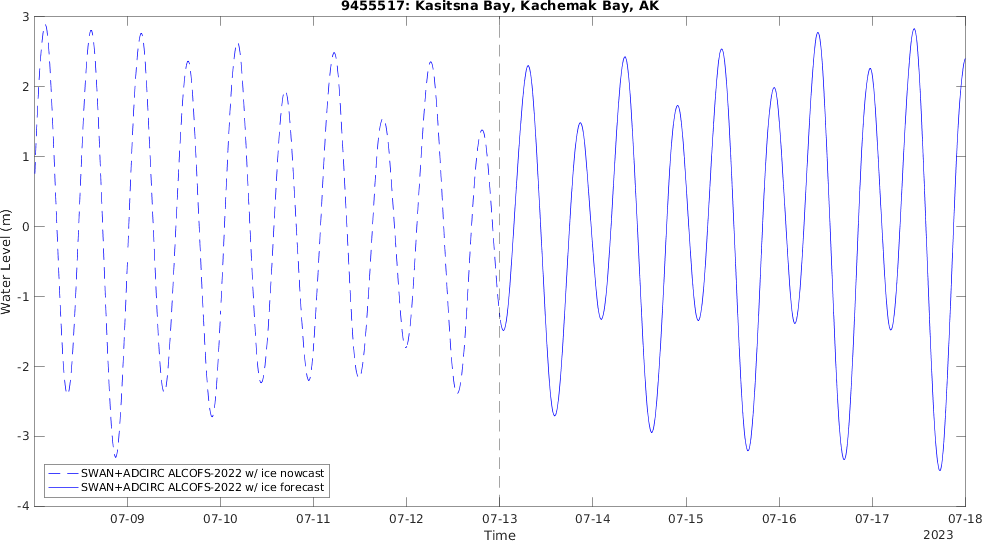 9455517: Kasitsna Bay, Kachemak Bay, AK
3
2
1
0
-1
-2
-3
-4
Water Level (m)
SWAN+ADCIRC ALCOFS-2022 w/ ice nowcast
SWAN+ADCIRC ALCOFS-2022 w/ ice forecast
07-09 07-10 07-11 07-12 07-13 07-14 07-15 07-16 07-17 07-18
Time
2023